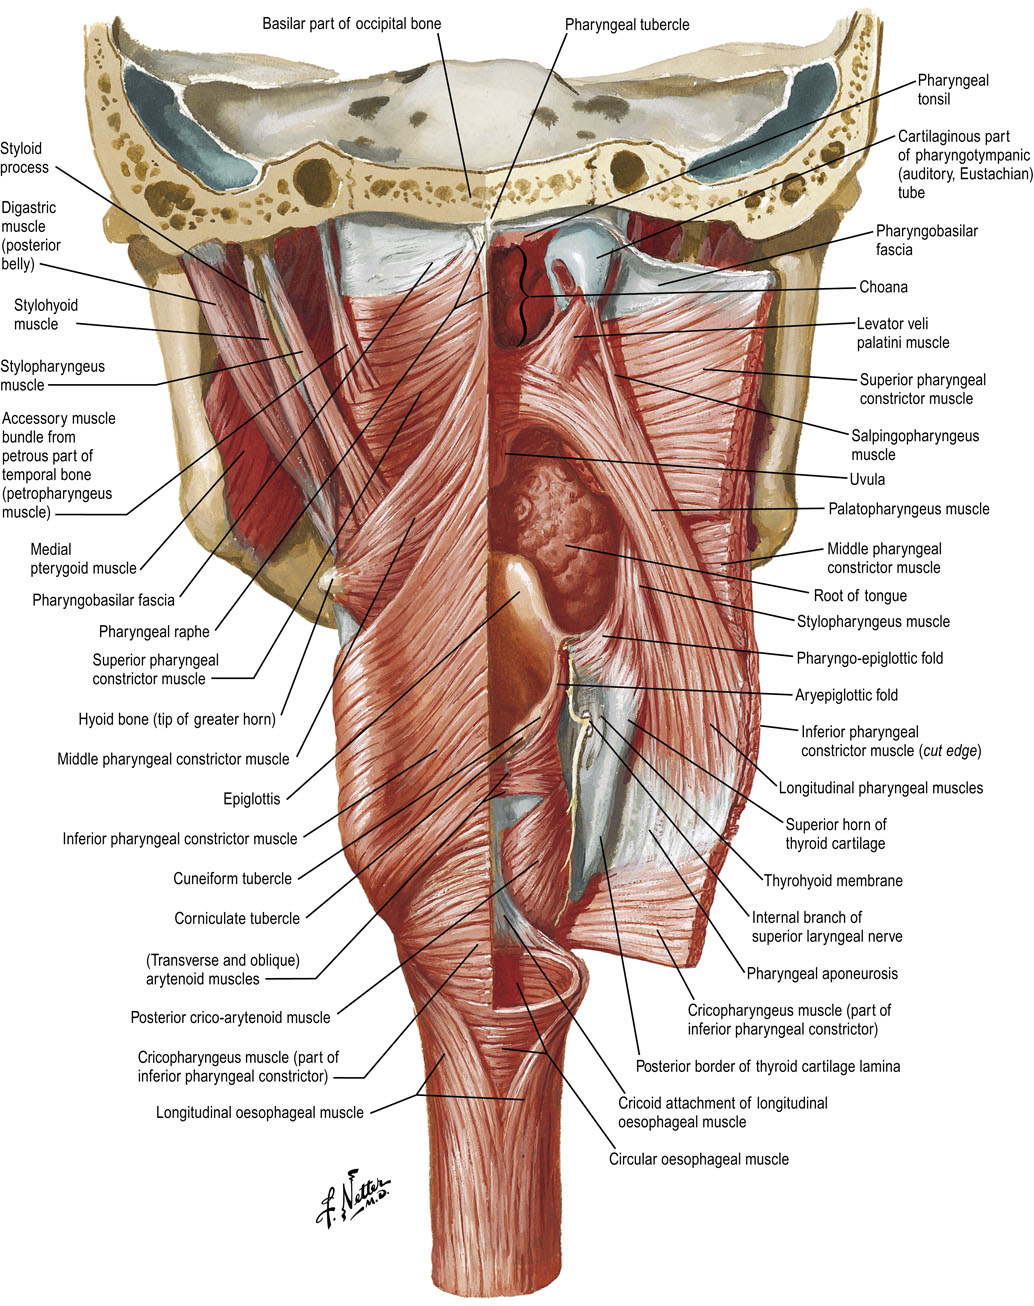 Basilar part of occipital bone
Pharyngeal tubercle
Styloid
process
Digastric
muscle
(posterior
belly)
Stylohyoid
muscle
Stylopharyngeus
muscle
Accessory muscle
bundle from
petrous part of
temporal bone
(petropharyngeus
muscle)
Medial
pterygoid muscle
Pharyngobasilar fascia
Pharyngeal raphe
Superior pharyngeal
constrictor muscle
Hyoid bone (tip of greater horn)
Middle pharyngeal constrictor muscle
Epiglottis
Inferior pharyngeal constrictor muscle
Cuneiform tubercle
Corniculate tubercle
(Transverse and oblique)
arytenoid muscles
Posterior crico-arytenoid muscle
Cricopharyngeus muscle (part of
inferior pharyngeal constrictor)
Longitudinal oesophageal muscle
Pharyngeal
tonsil
Cartilaginous part
of pharyngotympanic
(auditory, Eustachian)
tube
Pharyngobasilar
fascia
Choana
Levator veli
palatini muscle
Superior pharyngeal
constrictor muscle
Salpingopharyngeus
muscle
Uvula
Palatopharyngeus muscle
Middle pharyngeal
constrictor muscle
Root of tongue
Stylopharyngeus muscle
Pharyngo-epiglottic fold
Aryepiglottic fold
Inferior pharyngeal
constrictor muscle (cut edge)
Longitudinal pharyngeal muscles
Superior horn of
thyroid cartilage
Thyrohyoid membrane
Internal branch of
superior laryngeal nerve
Pharyngeal aponeurosis
Cricopharyngeus muscle (part of
inferior pharyngeal constrictor)
Posterior border of thyroid cartilage lamina
Cricoid attachment of longitudinal
oesophageal muscle
Circular oesophageal muscle
F. Netter
M.D.